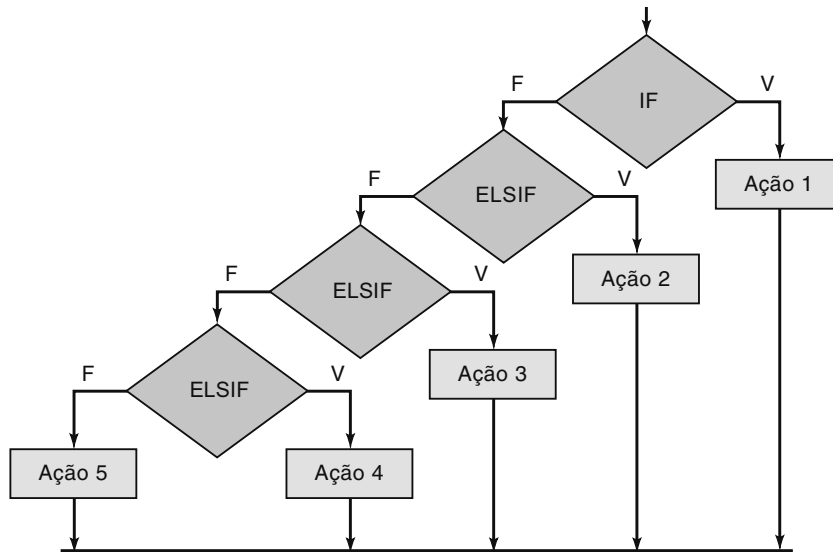 IF
F
V
Ação 1
ELSIF
F
V
Ação 2
ELSIF
F
V
Ação 3
ELSIF
F
V
Ação 5
Ação 4